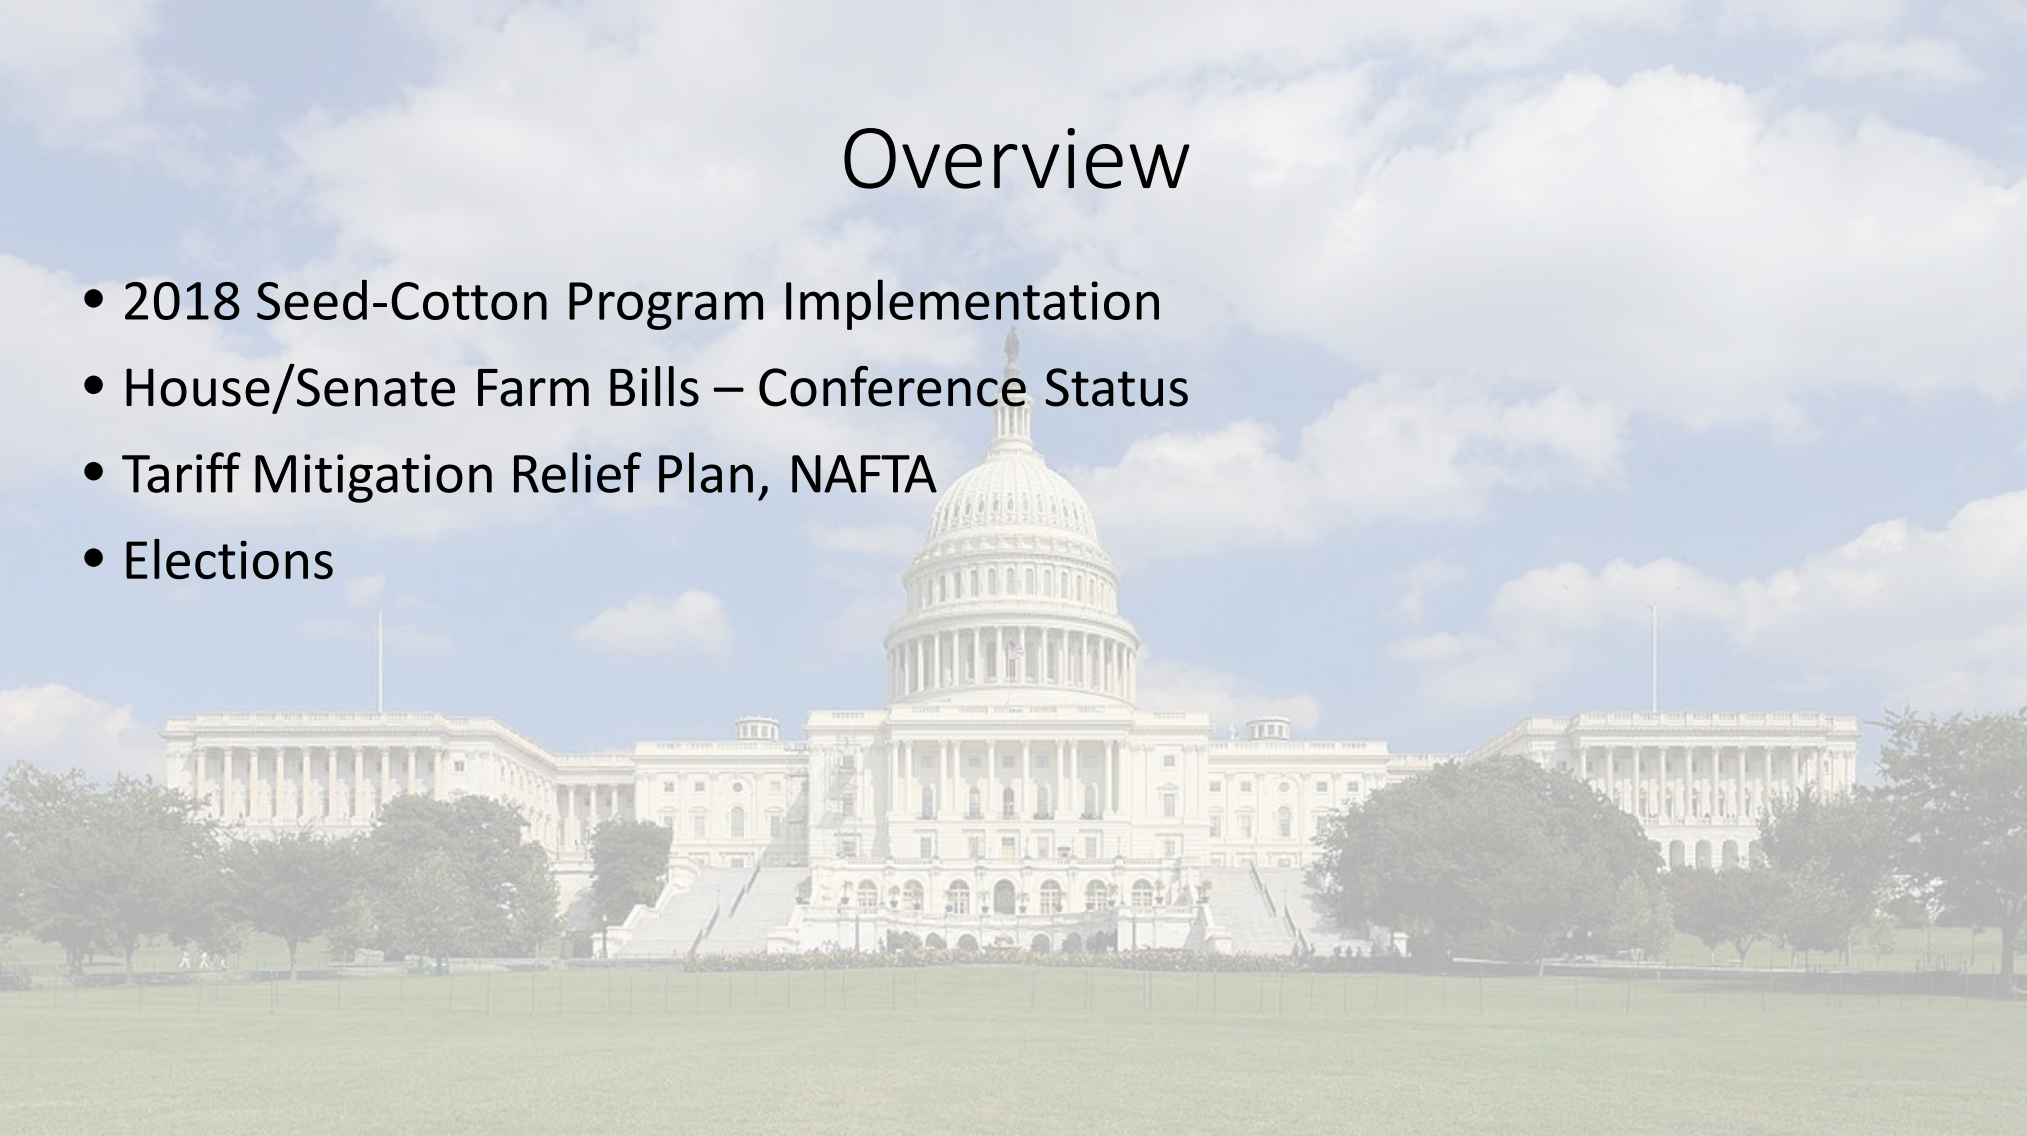 Overview
• 2018 Seed-Cotton Program Implementation
• House/Senate Farm Bills – Conference Status
• Tariff Mitigation Relief Plan, NAFTA
• Elections